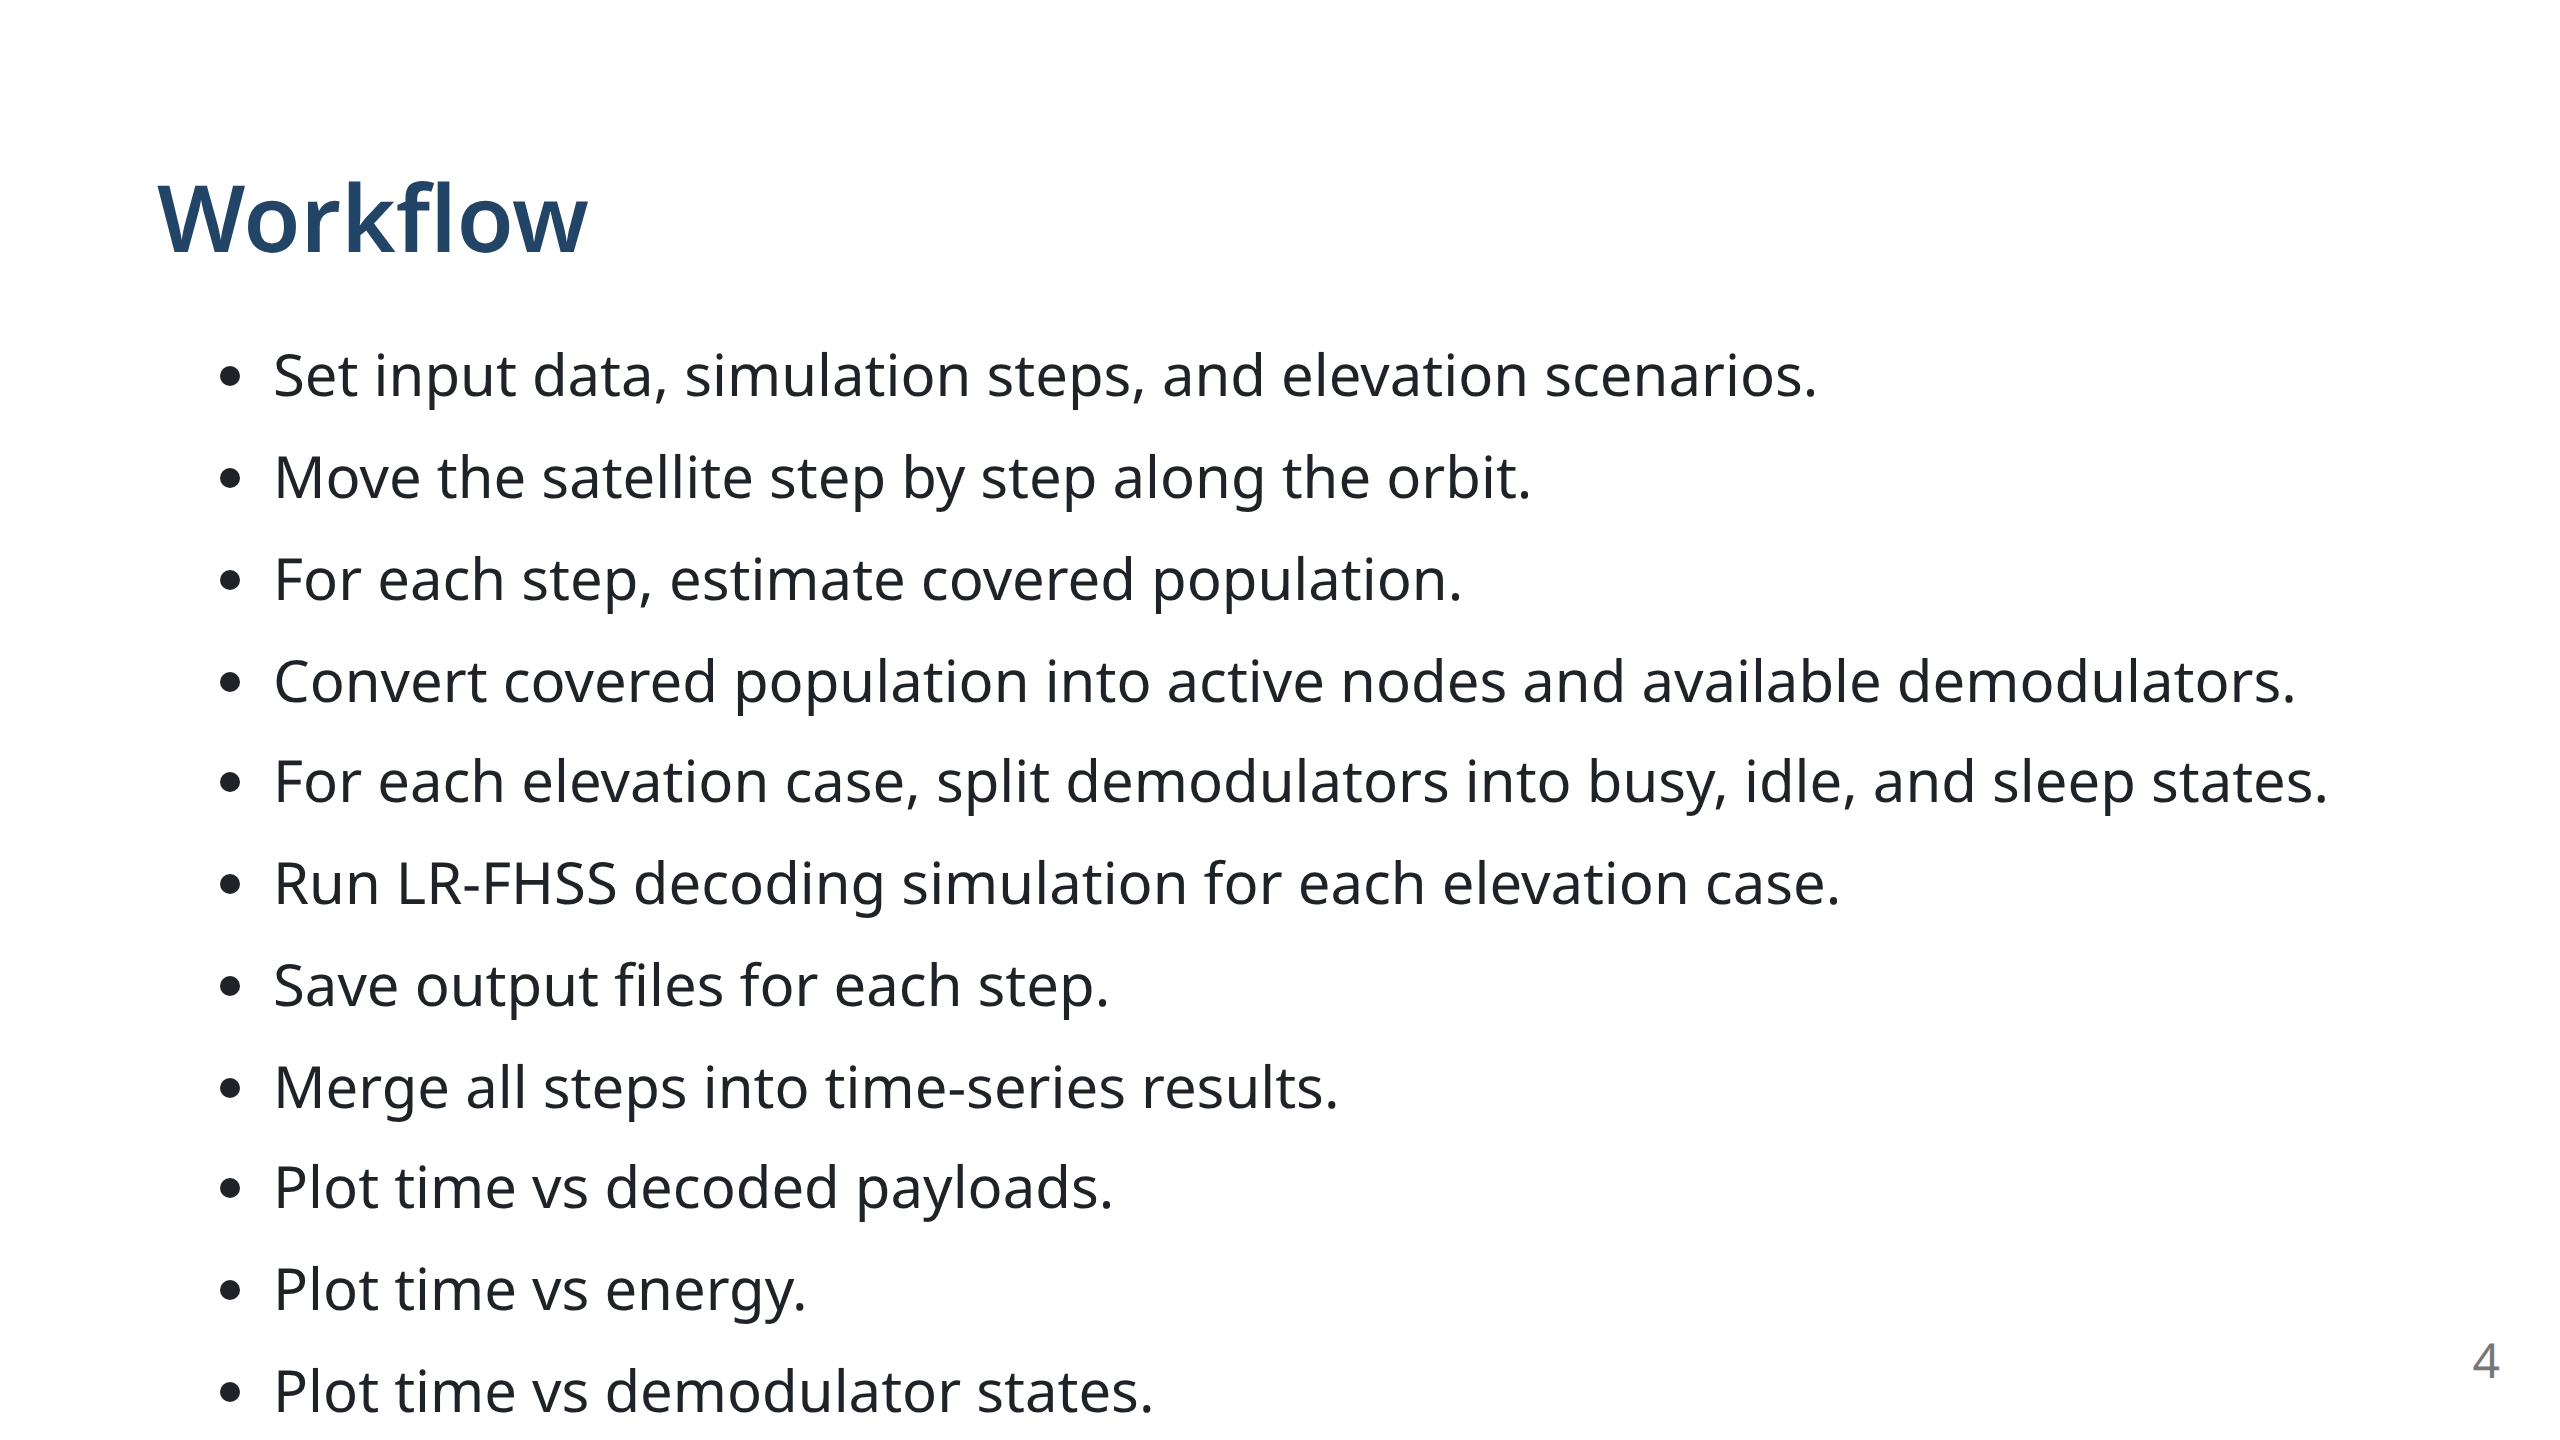 Workflow
• Set input data, simulation steps, and elevation scenarios.
• Move the satellite step by step along the orbit.
• For each step, estimate covered population.
• Convert covered population into active nodes and available demodulators.
• For each elevation case, split demodulators into busy, idle, and sleep states.
• Run LR-FHSS decoding simulation for each elevation case.
• Save output files for each step.
• Merge all steps into time-series results.
• Plot time vs decoded payloads.
• Plot time vs energy.
• Plot time vs demodulator states.
4